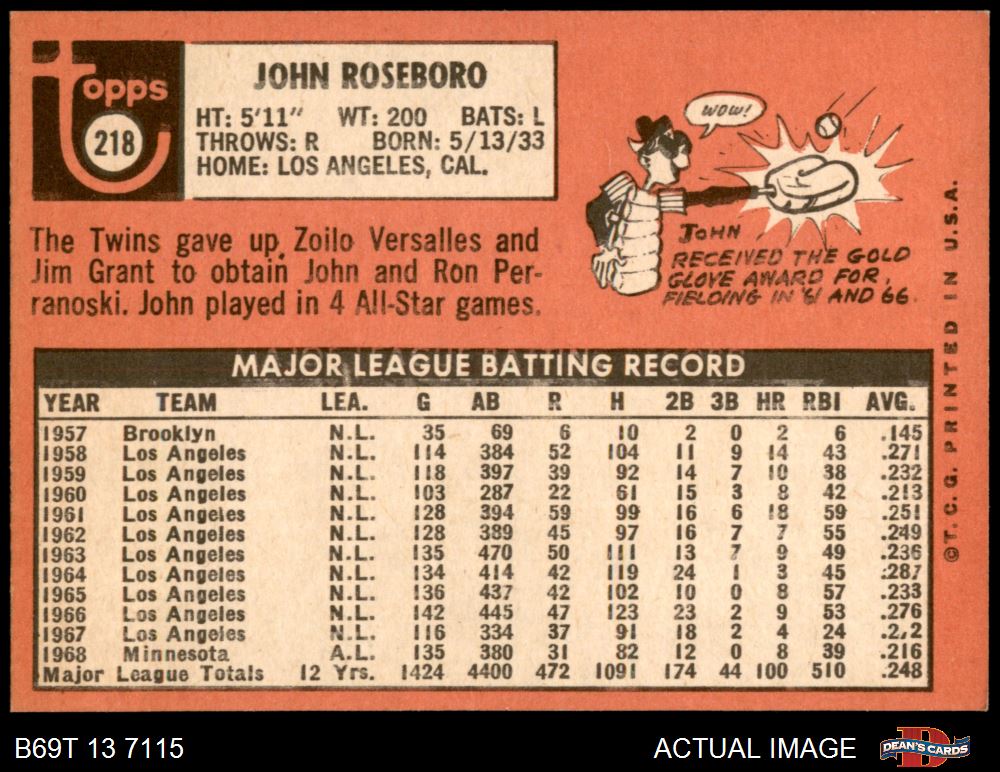 Topps
218
JOHN ROSEBORO
HT: 5'11" WT: 200 BATS: L
THROWS: R BORN: 5/13/33
HOME: LOS ANGELES, CAL.
WOW!
The Twins gave up Zoilo Versalles and
Jim Grant to obtain John and Ron Per-
ranoski. John played in 4 All-Star games.
JOHN
RECEIVED THE GOLD
GLOVE AWARD FOR
FIELDING IN '61 AND 66.
MAJOR LEAGUE BATTING RECORD
YEAR TEAM LEA. G AB R H 2B 3B HR RBI AVG.
1957 Brooklyn N.L. 35 69 6 10 2 0 2 6 .145
1958 Los Angeles N.L. 114 384 52 104 11 9 14 43 .271
1959 Los Angeles N.L. 118 397 39 92 14 7 10 38 .232
1960 Los Angeles N.L. 103 287 22 61 15 3 8 42 .213
1961 Los Angeles N.L. 128 394 59 99 16 6 18 59 .251
1962 Los Angeles N.L. 128 389 45 97 16 7 7 55 .249
1963 Los Angeles N.L. 135 470 50 111 13 7 9 49 .236
1964 Los Angeles N.L. 134 414 42 119 24 1 3 45 .287
1965 Los Angeles N.L. 136 437 42 102 10 0 8 57 .233
1966 Los Angeles N.L. 142 445 47 123 23 2 9 53 .276
1967 Los Angeles N.L. 116 334 37 91 18 2 4 24
1968 Minnesota A.L. 135 380 31 82 12 0 8 39 .216
Major League Totals 12 Yrs. 1424 4400 472 1091 174 44 100 510 .248
©T.C.G. PRINTED IN U.S.A.
B69T 13 7115
ACTUAL IMAGE
DEAN'S CARDS